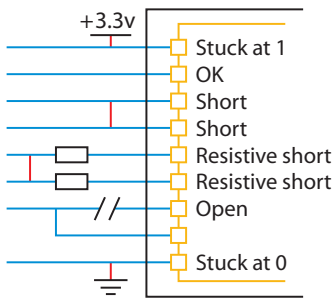 +3.3v
Stuck at 1
OK
Short
Short
Resistive short
Resistive short
Open
Stuck at 0